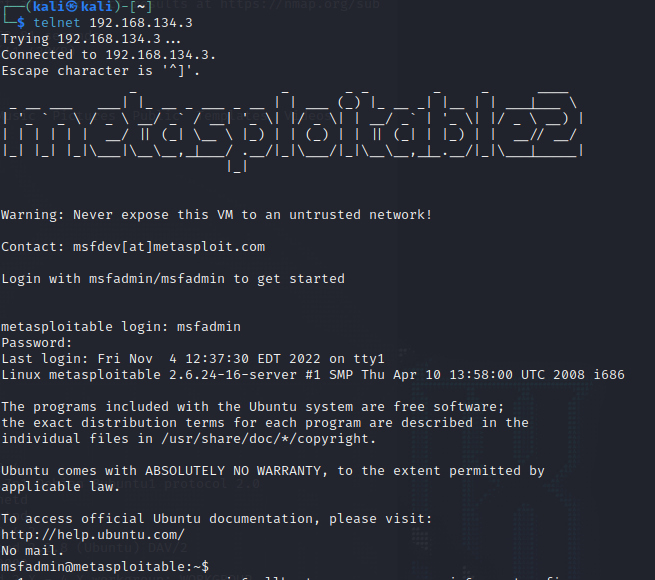 (kali㉿kali)-[~]
$ telnet 192.168.134.3
Trying 192.168.134.3...
Connected to 192.168.134.3.
Escape character is '^]'.
metasploitable2
Warning: Never expose this VM to an untrusted network!
Contact: msfdev[at]metasploit.com
Login with msfadmin/msfadmin to get started
metasploitable login: msfadmin
Password:
Last login: Fri Nov  4 12:37:30 EDT 2022 on tty1
Linux metasploitable 2.6.24-16-server #1 SMP Thu Apr 10 13:58:00 UTC 2008 i686
The programs included with the Ubuntu system are free software;
the exact distribution terms for each program are described in the
individual files in /usr/share/doc/*/copyright.
Ubuntu comes with ABSOLUTELY NO WARRANTY, to the extent permitted by
applicable law.
To access official Ubuntu documentation, please visit:
http://help.ubuntu.com/
No mail.
msfadmin@metasploitable:~$